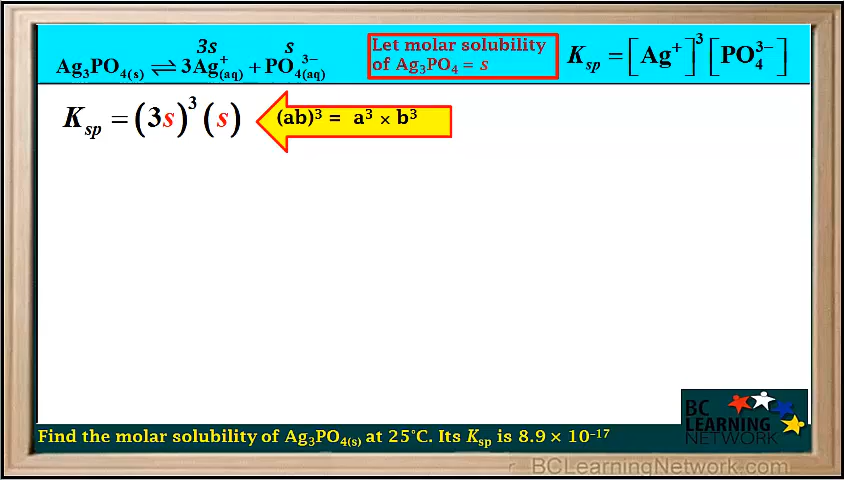 3s s
Ag₃PO₄₍s₎ ⇌ 3Ag⁺(aq) + PO₄³⁻(aq)
Let molar solubility
of Ag₃PO₄ = s
Ksp = [Ag⁺]³ [PO₄³⁻]
Ksp = (3s)³ (s)
(ab)³ = a³ × b³
BC
LEARNING
NETWORK
Find the molar solubility of Ag₃PO₄₍s₎ at 25°C. Its Ksp is 8.9 × 10⁻¹⁷
BCLearningNetwork.com